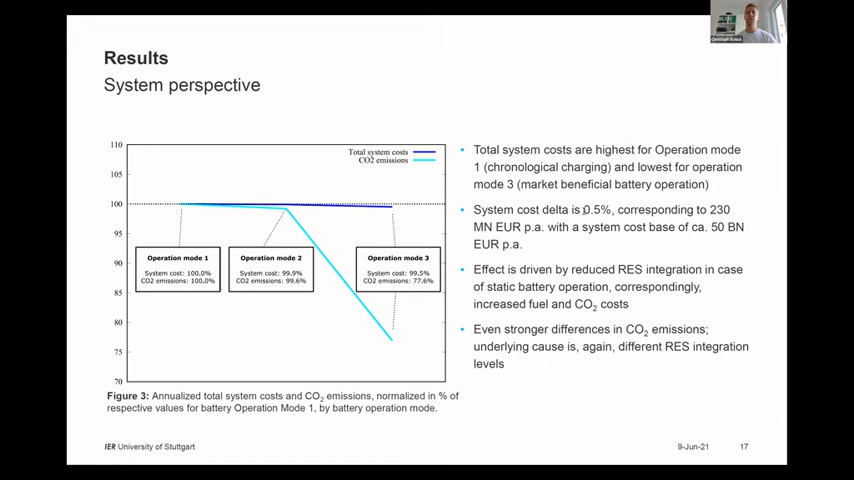 Results
System perspective
110
105
100
95
90
85
80
75
70
Total system costs
CO2 emissions
Operation mode 1
System cost: 100.0%
CO2 emissions: 100.0%
Operation mode 2
System cost: 99.9%
CO2 emissions: 99.6%
Operation mode 3
System cost: 99.5%
CO2 emissions: 77.6%
Figure 3: Annualized total system costs and CO2 emissions, normalized in % of
respective values for battery Operation Mode 1, by battery operation mode.
• Total system costs are highest for Operation mode
1 (chronological charging) and lowest for operation
mode 3 (market beneficial battery operation)
• System cost delta is 0.5%, corresponding to 230
MN EUR p.a. with a system cost base of ca. 50 BN
EUR p.a.
• Effect is driven by reduced RES integration in case
of static battery operation, correspondingly,
increased fuel and CO2 costs
• Even stronger differences in CO2 emissions;
underlying cause is, again, different RES integration
levels
IER University of Stuttgart
9-Jun-21
17
Christoph